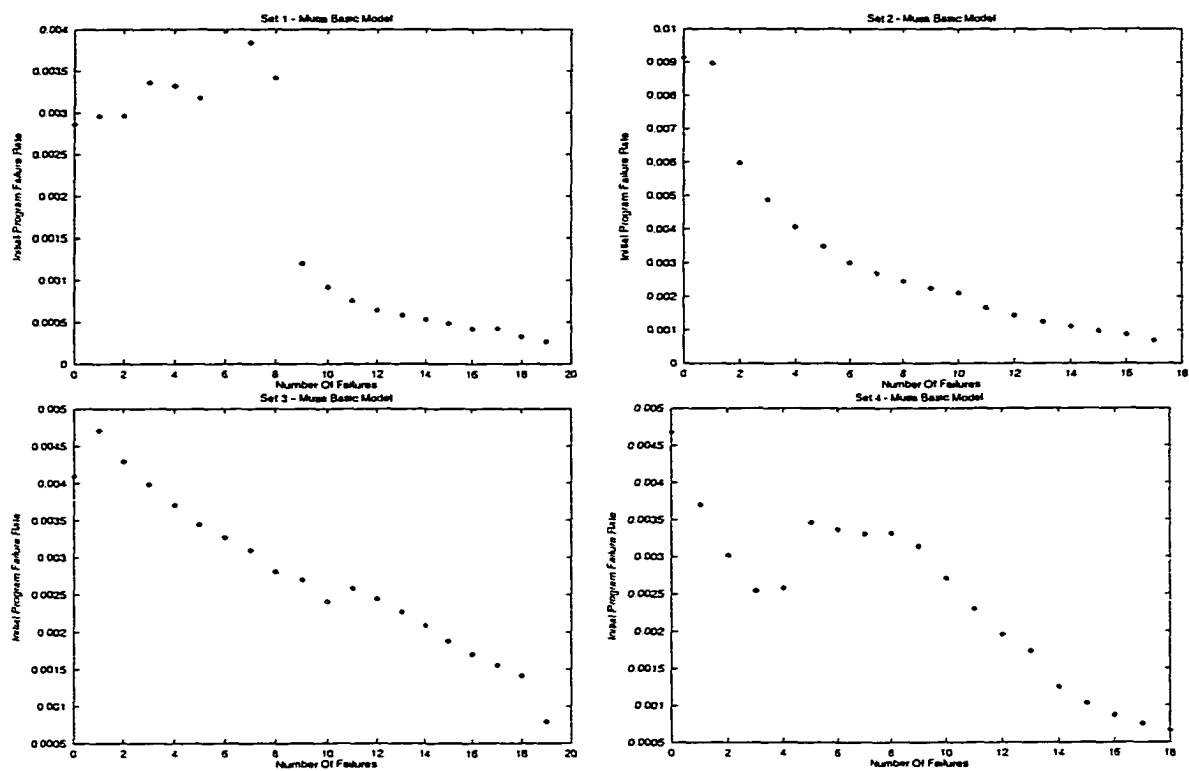 Set 1 - Musa Basic Model
0.004
0.0035
0.003
0.0025
0.002
0.0015
0.001
0.0005
0
Initial Program Failure Rate
0 2 4 6 8 10 12 14 16 18 20
Number Of Failures
Set 2 - Musa Basic Model
0.01
0.009
0.008
0.007
0.006
0.005
0.004
0.003
0.002
0.001
0
Initial Program Failure Rate
0 2 4 6 8 10 12 14 16 18
Number Of Failures
Set 3 - Musa Basic Model
0.005
0.0045
0.004
0.0035
0.003
0.0025
0.002
0.0015
0.001
0.0005
Initial Program Failure Rate
0 2 4 6 8 10 12 14 16 18 20
Number Of Failures
Set 4 - Musa Basic Model
0.005
0.0045
0.004
0.0035
0.003
0.0025
0.002
0.0015
0.001
0.0005
Initial Program Failure Rate
0 2 4 6 8 10 12 14 16 18
Number Of Failures